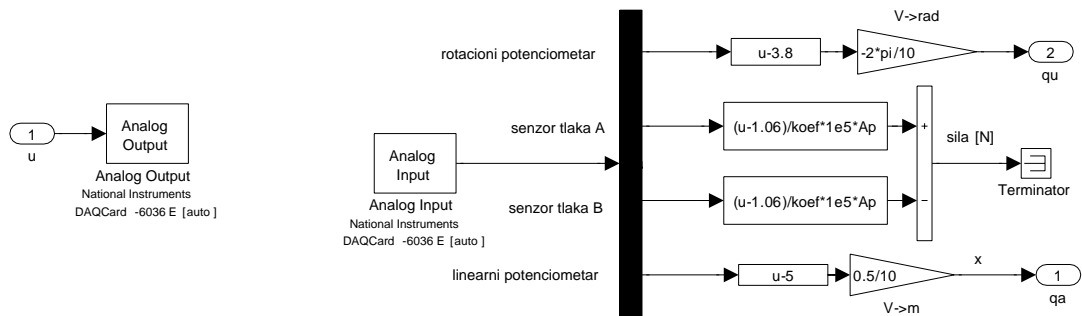 V->rad
rotacioni potenciometar
u-3.8
-2*pi/10
2
qu
1
u
Analog
Output
Analog Output
National Instruments
DAQCard -6036 E [auto ]
Analog
Input
Analog Input
National Instruments
DAQCard -6036 E [auto ]
senzor tlaka A
(u-1.06)/koef*1e5*Ap
+
sila [N]
Terminator
senzor tlaka B
(u-1.06)/koef*1e5*Ap
−
linearni potenciometar
u-5
0.5/10
V->m
x
1
qa